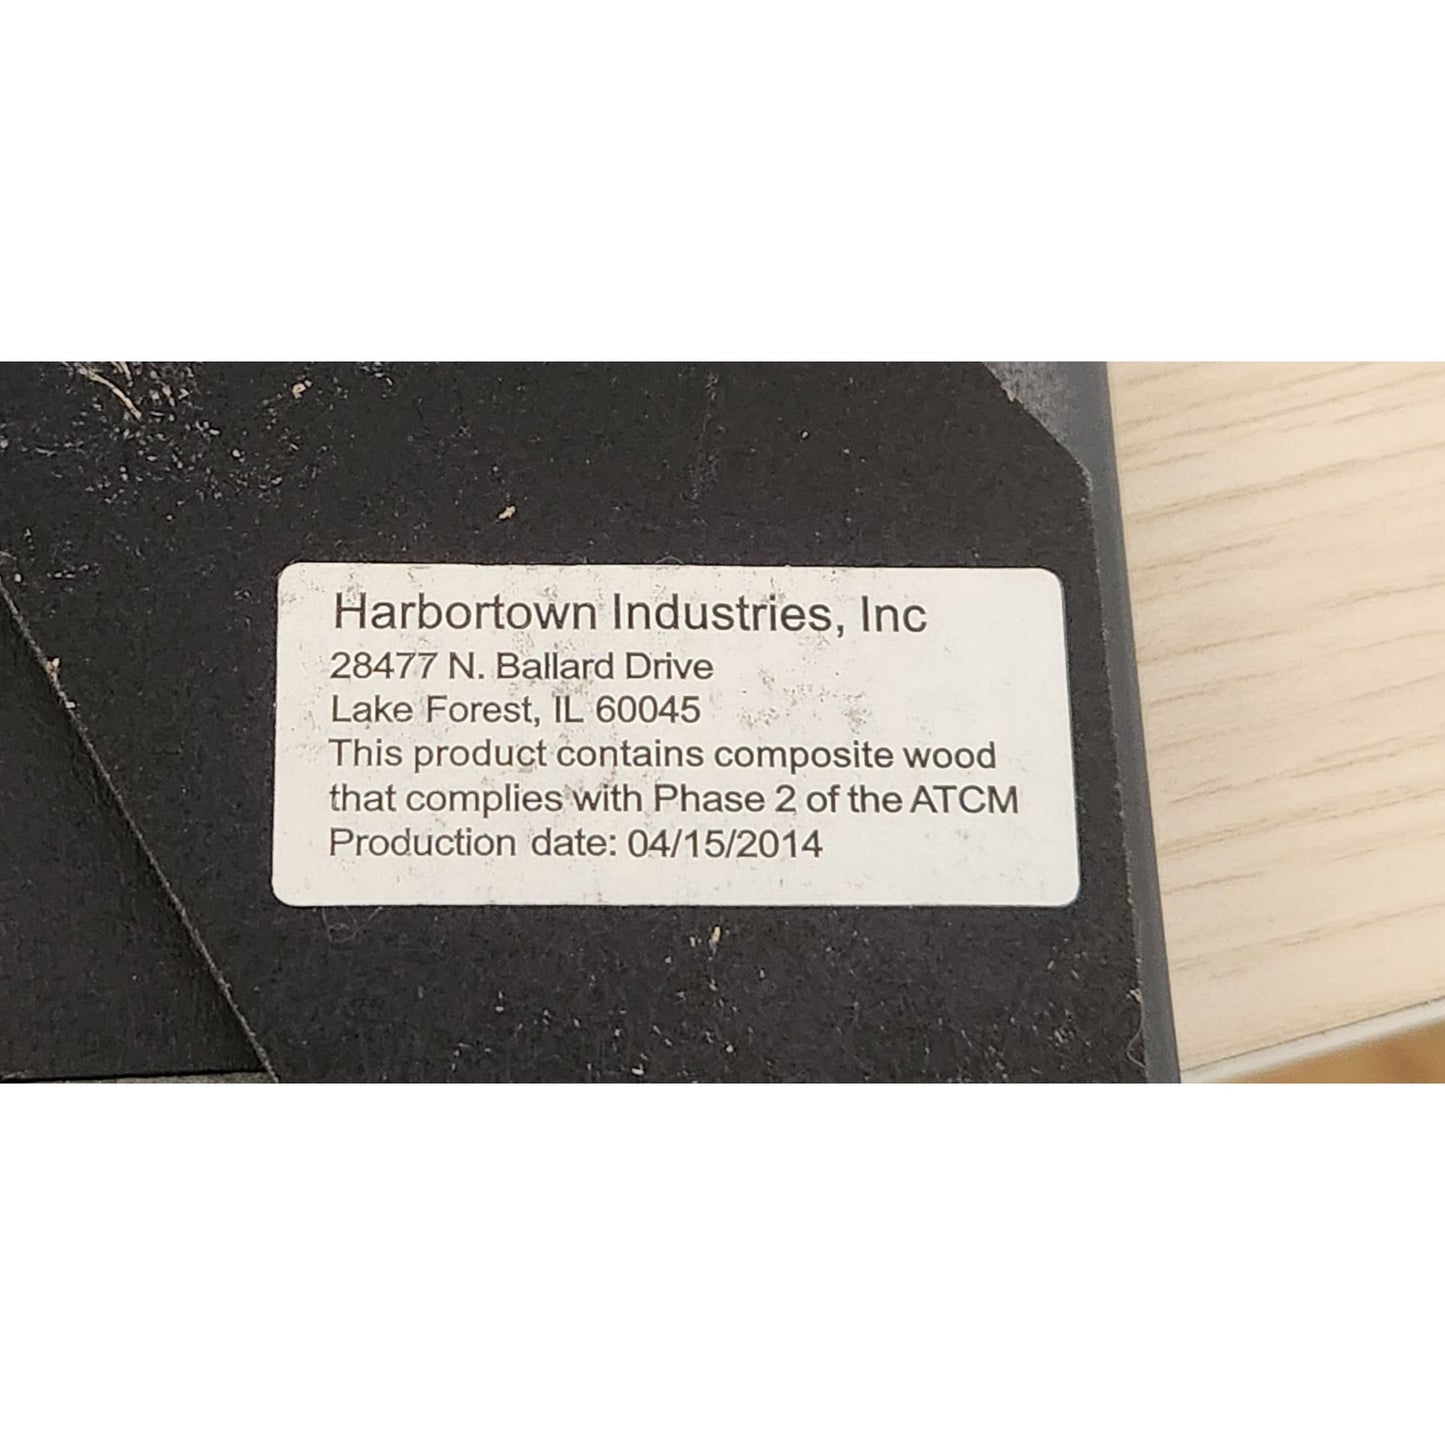 Harbortown Industries, Inc
28477 N. Ballard Drive
Lake Forest, IL 60045
This product contains composite wood
that complies with Phase 2 of the ATCM
Production date: 04/15/2014